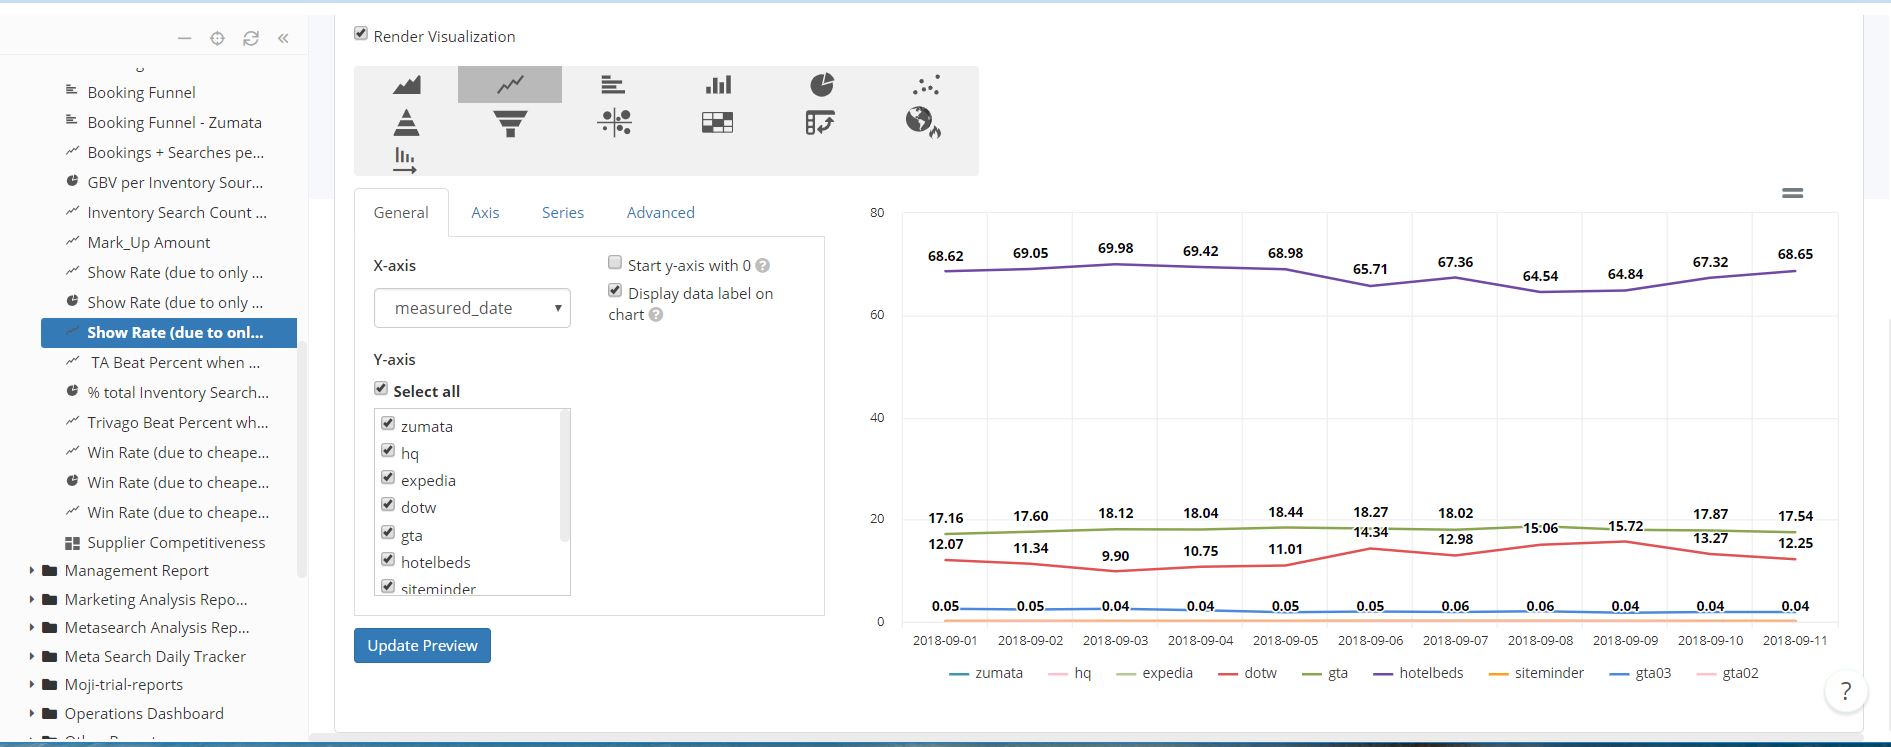 Render Visualization
Booking Funnel
Booking Funnel - Zumata
Bookings + Searches pe...
GBV per Inventory Sour...
Inventory Search Count ...
Mark_Up Amount
Show Rate (due to only ...
Show Rate (due to only ...
Show Rate (due to onl...
TA Beat Percent when ...
% total Inventory Search...
Trivago Beat Percent wh...
Win Rate (due to cheape...
Win Rate (due to cheape...
Win Rate (due to cheape...
Supplier Competitiveness
Management Report
Marketing Analysis Repo...
Metasearch Analysis Rep...
Meta Search Daily Tracker
Moji-trial-reports
Operations Dashboard
General Axis Series Advanced
X-axis
measured_date
Start y-axis with 0 ?
Display data label on
chart ?
Y-axis
Select all
zumata
hq
expedia
dotw
gta
hotelbeds
siteminder
Update Preview
80
68.62 69.05 69.98 69.42 68.98 65.71 67.36 64.54 64.84 67.32 68.65
60
40
20
17.16 17.60 18.12 18.04 18.44 18.27 18.02 17.87 17.54
12.07 11.34 9.90 10.75 11.01 14.34 12.98 15.06 15.72 13.27 12.25
0.05 0.05 0.04 0.04 0.05 0.05 0.06 0.06 0.04 0.04 0.04
0
2018-09-01 2018-09-02 2018-09-03 2018-09-04 2018-09-05 2018-09-06 2018-09-07 2018-09-08 2018-09-09 2018-09-10 2018-09-11
zumata hq expedia dotw gta hotelbeds siteminder gta03 gta02
?